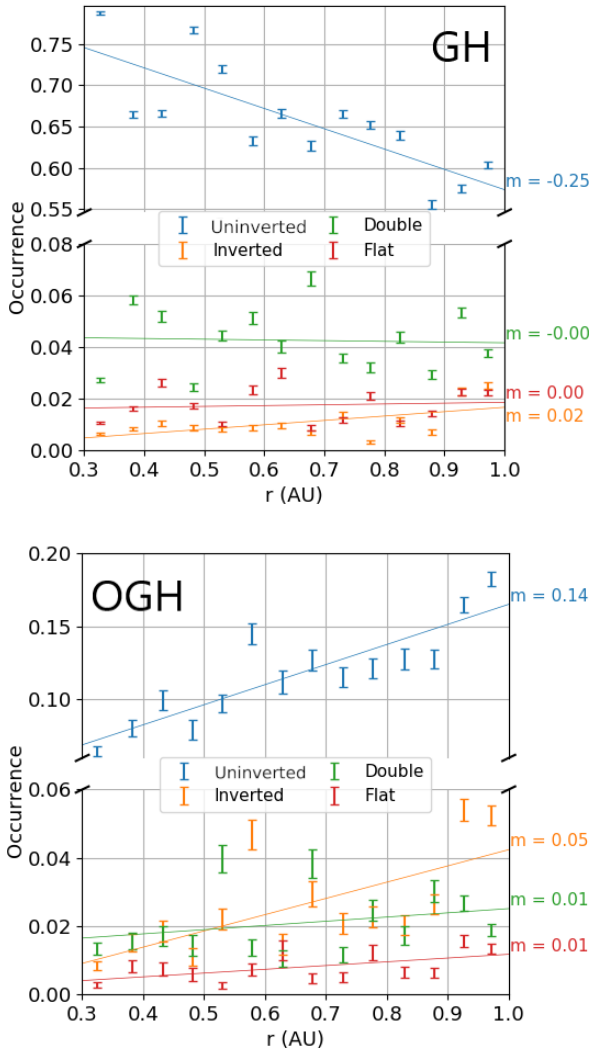 GH
0.75
0.70
0.65
0.60
0.55
m = -0.25
Uninverted
Double
Inverted
Flat
Occurrence
0.08
0.06
0.04
0.02
0.00
m = -0.00
m = 0.00
m = 0.02
0.3 0.4 0.5 0.6 0.7 0.8 0.9 1.0
r (AU)
OGH
0.20
0.15
0.10
m = 0.14
Uninverted
Double
Inverted
Flat
Occurrence
0.06
0.04
0.02
0.00
m = 0.05
m = 0.01
m = 0.01
0.3 0.4 0.5 0.6 0.7 0.8 0.9 1.0
r (AU)